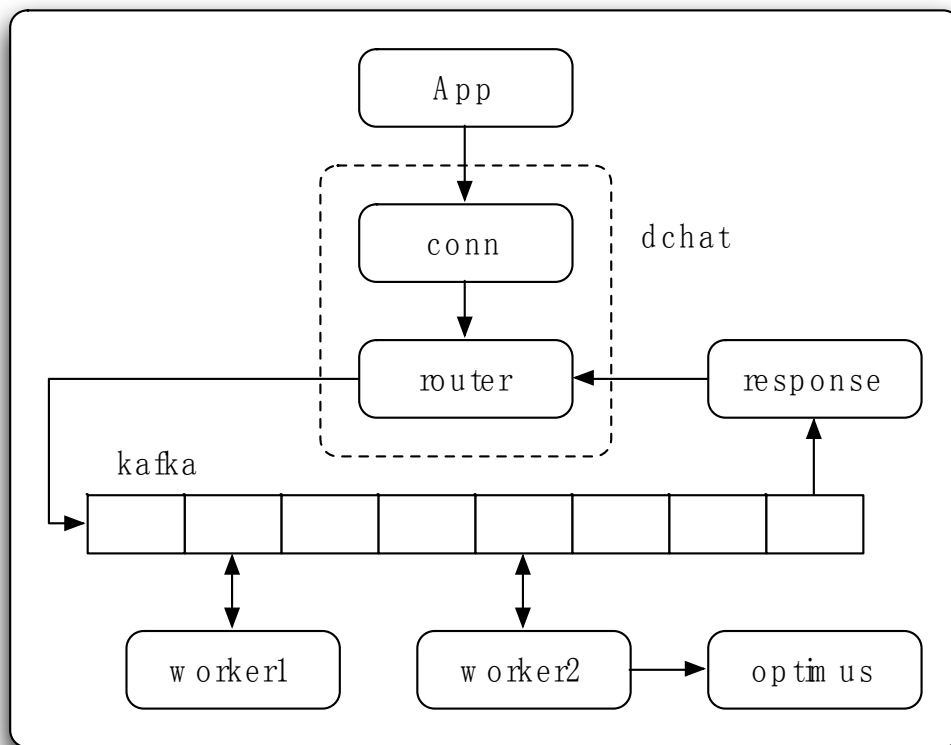 App
conn
dchat
router
response
kafka
worker1
worker2
optimus